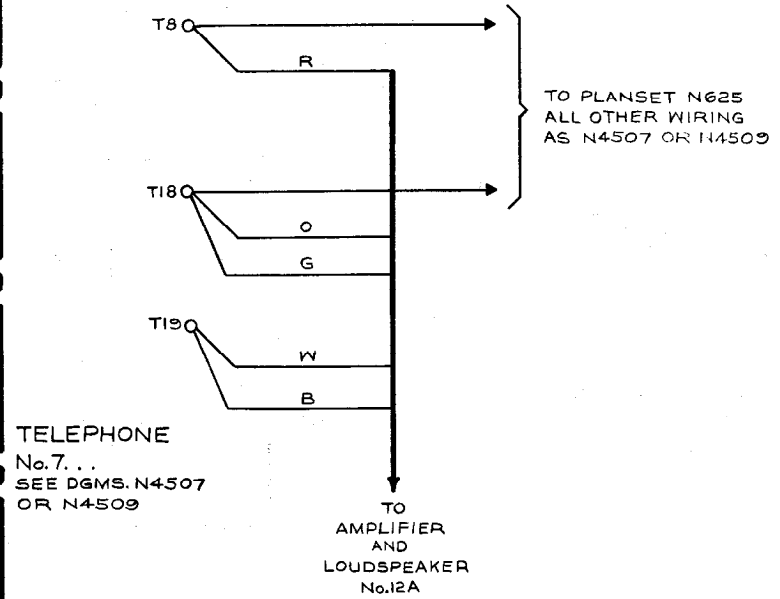 T8
R
TO PLANSET N625
ALL OTHER WIRING
AS N4507 OR N4509
T18
O
G
T19
W
B
TELEPHONE
No.7...
SEE DGMS. N4507
OR N4509
TO
AMPLIFIER
AND
LOUDSPEAKER
No.12A